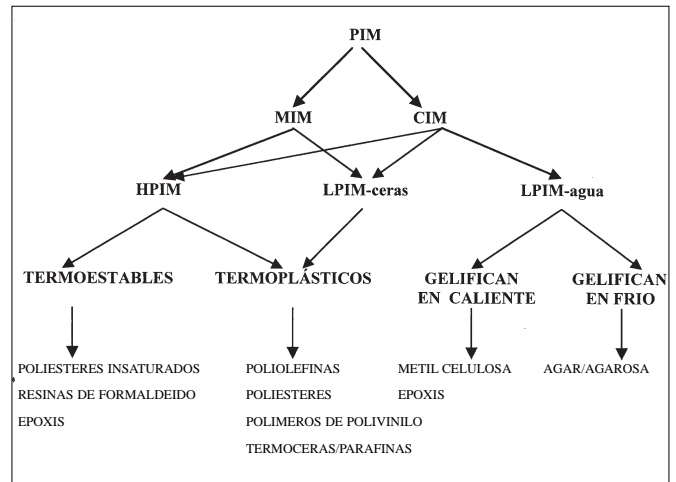 PIM
MIM CIM
HPIM LPIM-ceras LPIM-agua
TERMOESTABLES TERMOPLÁSTICOS GELIFICAN EN CALIENTE GELIFICAN EN FRIO
POLIESTERES INSATURADOS
RESINAS DE FORMALDEIDO
EPOXIS
POLIOLEFINAS
POLIESTERES
POLIMEROS DE POLIVINILO
TERMOCERAS/PARAFINAS
METIL CELULOSA
EPOXIS
AGAR/AGAROSA